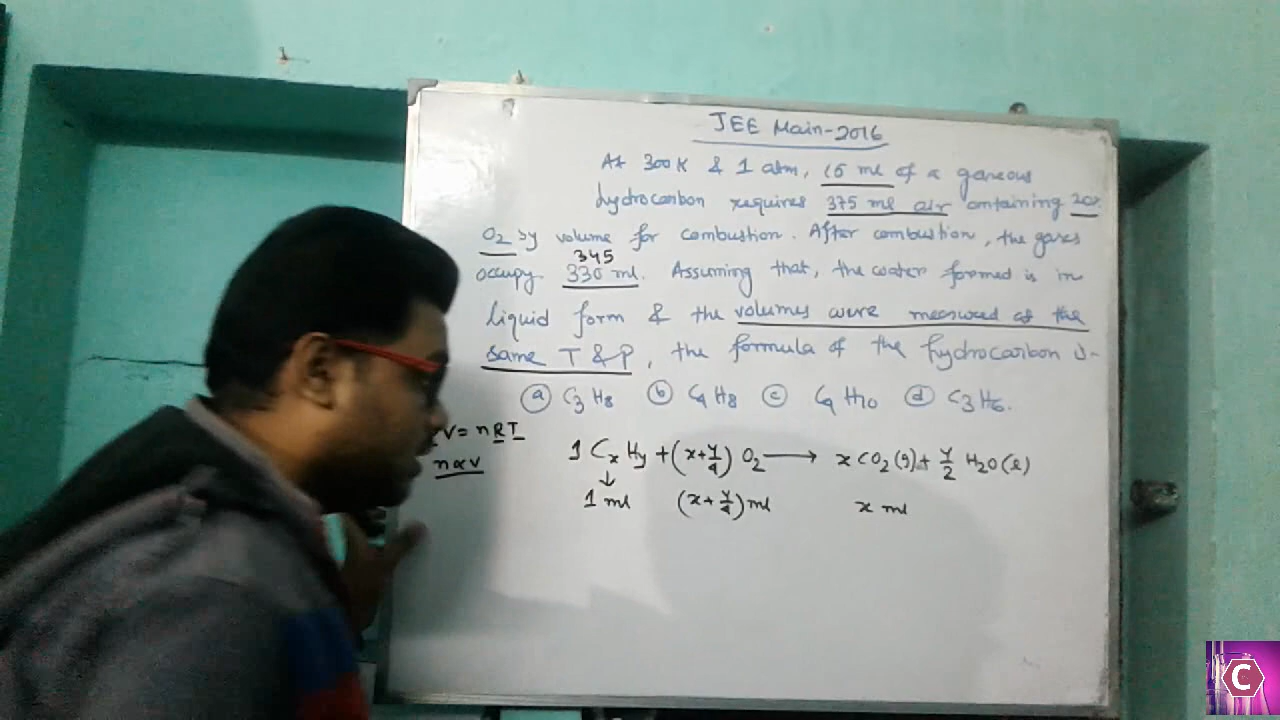 JEE Main-2016
At 300K & 1 atm, 15 ml of a gaseous
hydrocarbon requires 375 ml air containing 20%
O2 by volume for combustion. After combustion, the gases
345
occupy 330 ml. Assuming that, the water formed is in
liquid form & the volumes were measured at the
same T & P, the formula of the hydrocarbon is-
(a) C3H8 (b) C4H8 (c) C4H10 (d) C3H6.
V = nRT
n∝V
1 CxHy + (x+y/4) O2 ⟶ xCO2(g) + y/2 H2O(l)
↓
1 ml (x+y/4) ml x ml
C